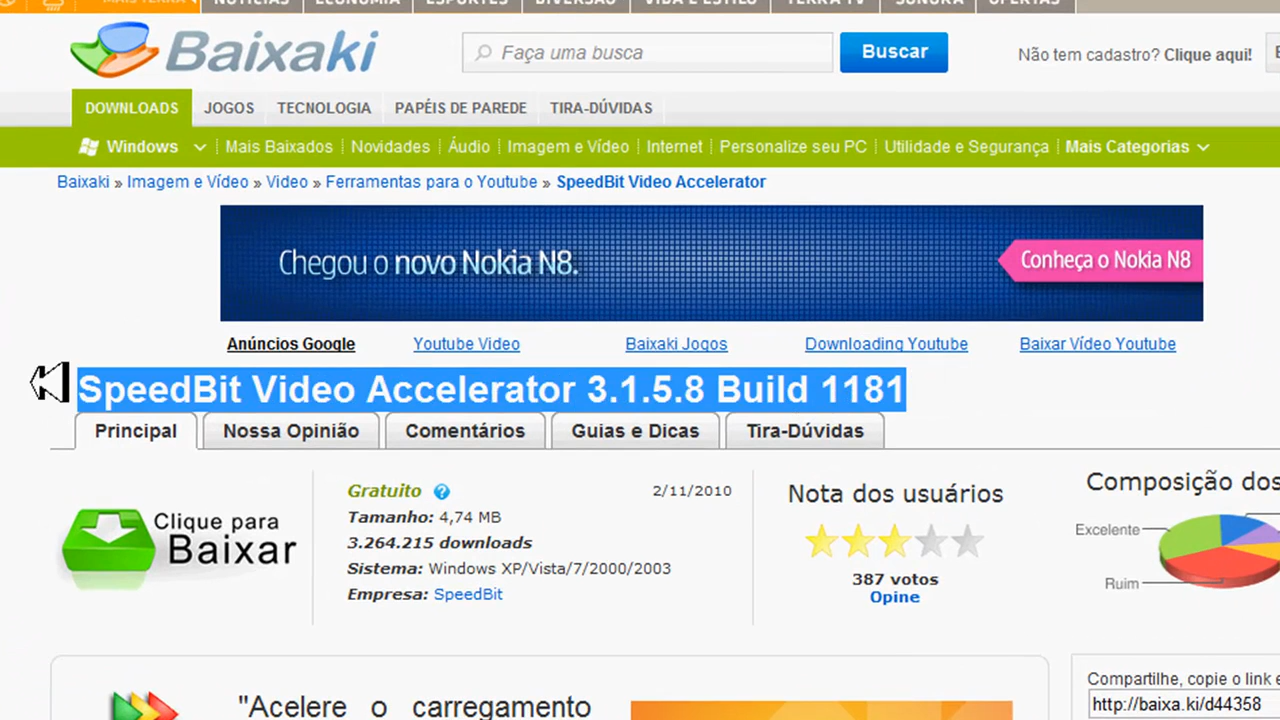 MAIS TERRA NOTÍCIAS ECONOMIA ESPORTES DIVERSÃO VIDA E ESTILO TERRA TV SONORA OFERTAS
Baixaki Faça uma busca Buscar Não tem cadastro? Clique aqui!
DOWNLOADS JOGOS TECNOLOGIA PAPÉIS DE PAREDE TIRA-DÚVIDAS
Windows Mais Baixados Novidades Áudio Imagem e Vídeo Internet Personalize seu PC Utilidade e Segurança Mais Categorias
Baixaki » Imagem e Vídeo » Video » Ferramentas para o Youtube » SpeedBit Video Accelerator
Chegou o novo Nokia N8. Conheça o Nokia N8
Anúncios Google Youtube Video Baixaki Jogos Downloading Youtube Baixar Vídeo Youtube
SpeedBit Video Accelerator 3.1.5.8 Build 1181
Principal Nossa Opinião Comentários Guias e Dicas Tira-Dúvidas
Clique para
Baixar
Gratuito ? 2/11/2010
Tamanho: 4,74 MB
3.264.215 downloads
Sistema: Windows XP/Vista/7/2000/2003
Empresa: SpeedBit
Nota dos usuários
387 votos
Opine
Composição dos
Excelente
Ruim
"Acelere o carregamento
Compartilhe, copie o link e
http://baixa.ki/d44358